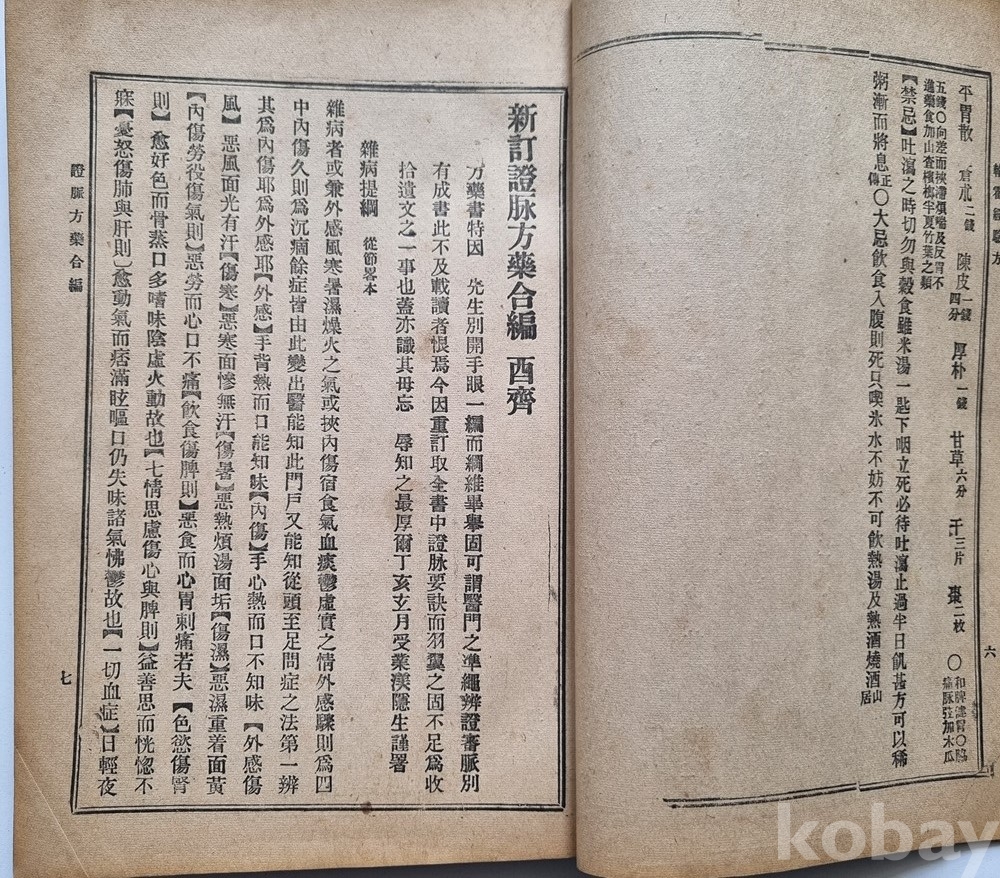 經驗方
六
平胃散 蒼朮二錢 陳皮一錢四分 厚朴一錢 甘草六分 干三片 棗二枚 〇和脾健胃〇脇痛脉弦加木瓜
五錢〇向差而挾滯煩喘及反胃不
進藥食加山查檳榔半夏竹葉之類
【禁忌】吐瀉之時切勿與穀食雖米湯一匙下咽立死必待吐瀉止過半日飢甚方可以稀
粥漸而將息正傳〇大忌飮食入腹則死只喫氷水不妨不可飮熱湯及熱酒燒酒山居
新訂證脉方藥合編 西齊
方藥書特因 先生別開手眼一編而綱維畢擧固可謂醫門之凖繩辨證審脈別
有成書此不及載讀者恨焉今因重訂取全書中證脉要訣而羽翼之固不足爲收
拾遺文之一事也蓋亦識其毋忘 辱知之最厚爾丁亥玄月受業漢隱生謹署
雜病提綱 從節畧本
雜病者或兼外感風寒暑濕燥火之氣或挾內傷宿食氣血痰鬱虛實之情外感驟則爲四
中內傷久則爲沉痼餘症皆由此變出醫能知此門戶又能知從頭至足問症之法第一辨
其爲內傷耶爲外感耶【外感】手背熱而口能知味【內傷】手心熱而口不知味【外感傷
風】惡風面光有汗【傷寒】惡寒面慘無汗【傷暑】惡熱煩湯面垢【傷濕】惡濕重着面黃
【內傷勞役傷氣則】惡勞而心口不痛【飮食傷脾則】惡食而心胃刺痛若夫【色慾傷腎
則】愈好色而骨蒸口多嗜味陰虛火動故也【七情思慮傷心與脾則】益善思而恍惚不
寐【憂怒傷肺與肝則】愈動氣而痞滿眩嘔口仍失味諸氣怫鬱故也【一切血症】日輕夜
證脈方藥合編
七
kobay